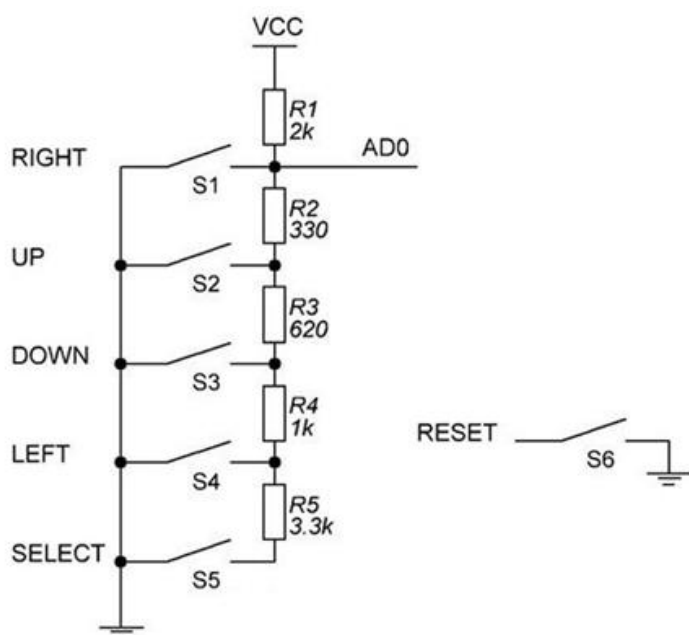 VCC
R1
2k
RIGHT
AD0
S1
R2
330
UP
S2
R3
620
DOWN
S3
R4
1k
RESET
LEFT
S4
S6
R5
3.3k
SELECT
S5